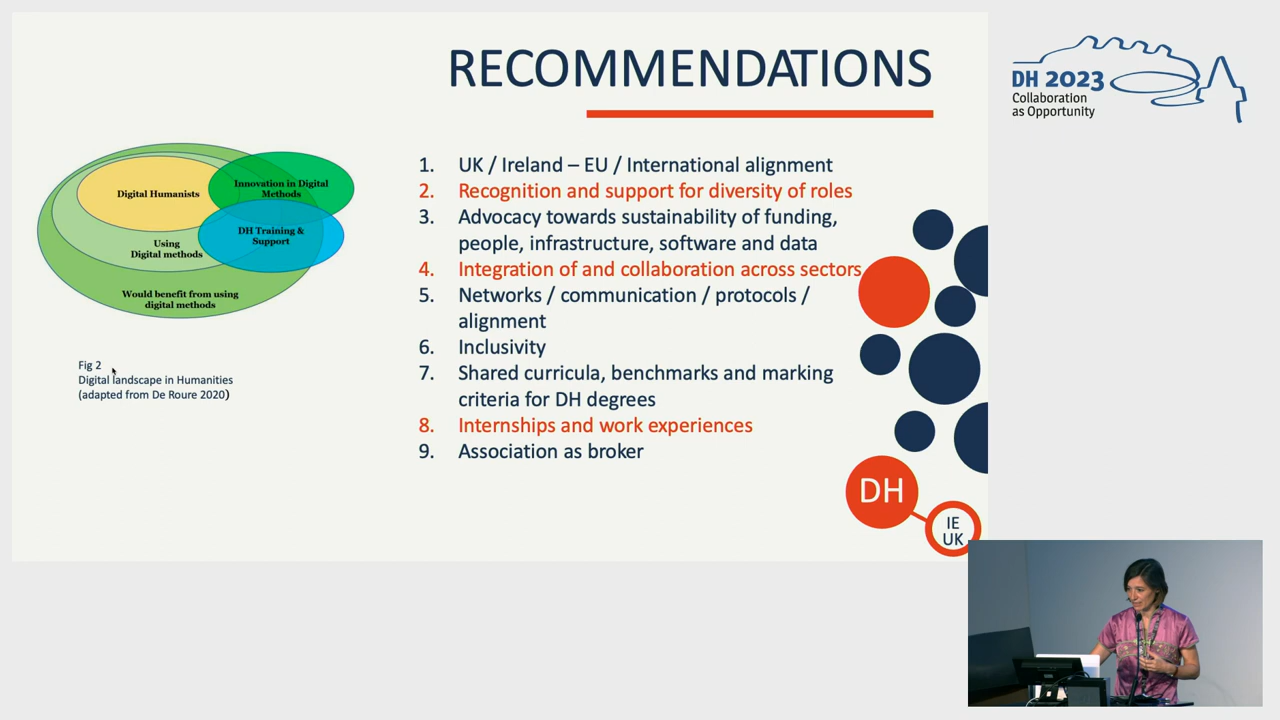 RECOMMENDATIONS
DH 2023
Collaboration
as Opportunity
Digital Humanists
Innovation in Digital
Methods
DH Training &
Support
Using
Digital methods
Would benefit from using
digital methods
Fig 2
Digital landscape in Humanities
(adapted from De Roure 2020)
1. UK / Ireland – EU / International alignment
2. Recognition and support for diversity of roles
3. Advocacy towards sustainability of funding,
people, infrastructure, software and data
4. Integration of and collaboration across sectors
5. Networks / communication / protocols /
alignment
6. Inclusivity
7. Shared curricula, benchmarks and marking
criteria for DH degrees
8. Internships and work experiences
9. Association as broker
DH
IE
UK